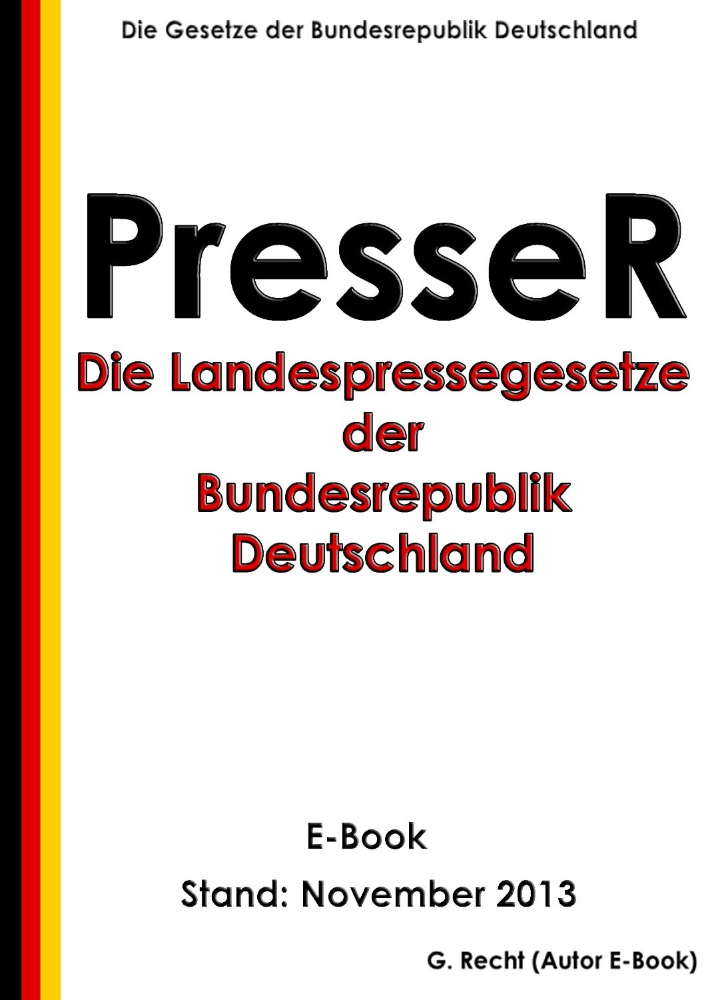 Die Gesetze der Bundesrepublik Deutschland
PresseR
Die Landespressegesetze
der
Bundesrepublik
Deutschland
E-Book
Stand: November 2013
G. Recht (Autor E-Book)